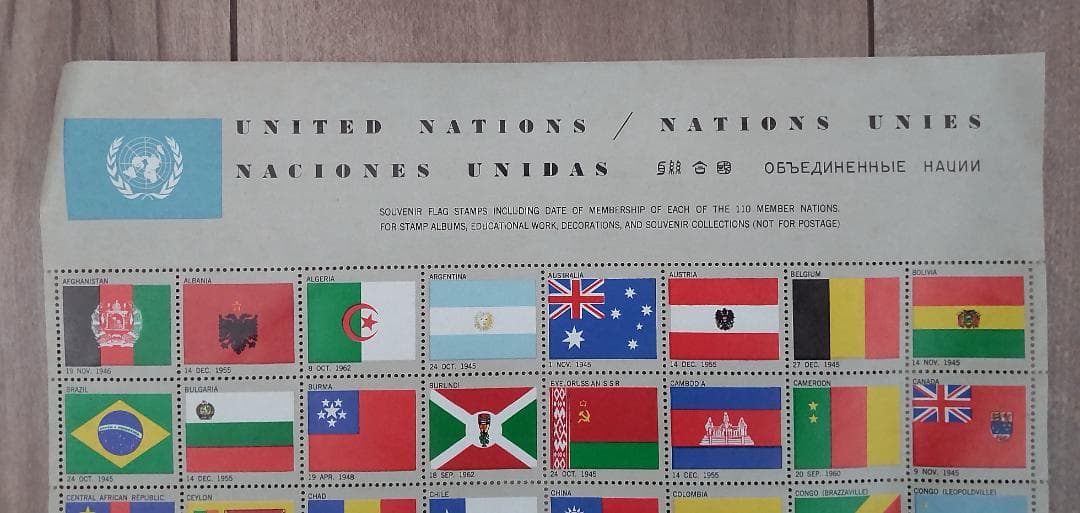 UNITED NATIONS / NATIONS UNIES
NACIONES UNIDAS 聯合國 ОБЪЕДИНЕННЫЕ НАЦИИ
SOUVENIR FLAG STAMPS INCLUDING DATE OF MEMBERSHIP OF EACH OF THE 110 MEMBER NATIONS.
FOR STAMP ALBUMS, EDUCATIONAL WORK, DECORATIONS, AND SOUVENIR COLLECTIONS (NOT FOR POSTAGE)
AFGHANISTAN
19 NOV. 1946
ALBANIA
14 DEC. 1955
ALGERIA
8 OCT. 1962
ARGENTINA
24 OCT. 1945
AUSTRALIA
1 NOV. 1945
AUSTRIA
14 DEC. 1955
BELGIUM
27 DEC. 1945
BOLIVIA
14 NOV. 1945
BRAZIL
24 OCT. 1945
BULGARIA
14 DEC. 1955
BURMA
19 APR. 1948
BURUNDI
18 SEP. 1962
BYELORUSSIAN S S R
24 OCT. 1945
CAMBODIA
14 DEC. 1955
CAMEROON
20 SEP. 1960
CANADA
9 NOV. 1945
CENTRAL AFRICAN REPUBLIC
CEYLON
CHAD
CHILE
CHINA
COLOMBIA
CONGO (BRAZZAVILLE)
CONGO (LEOPOLDVILLE)